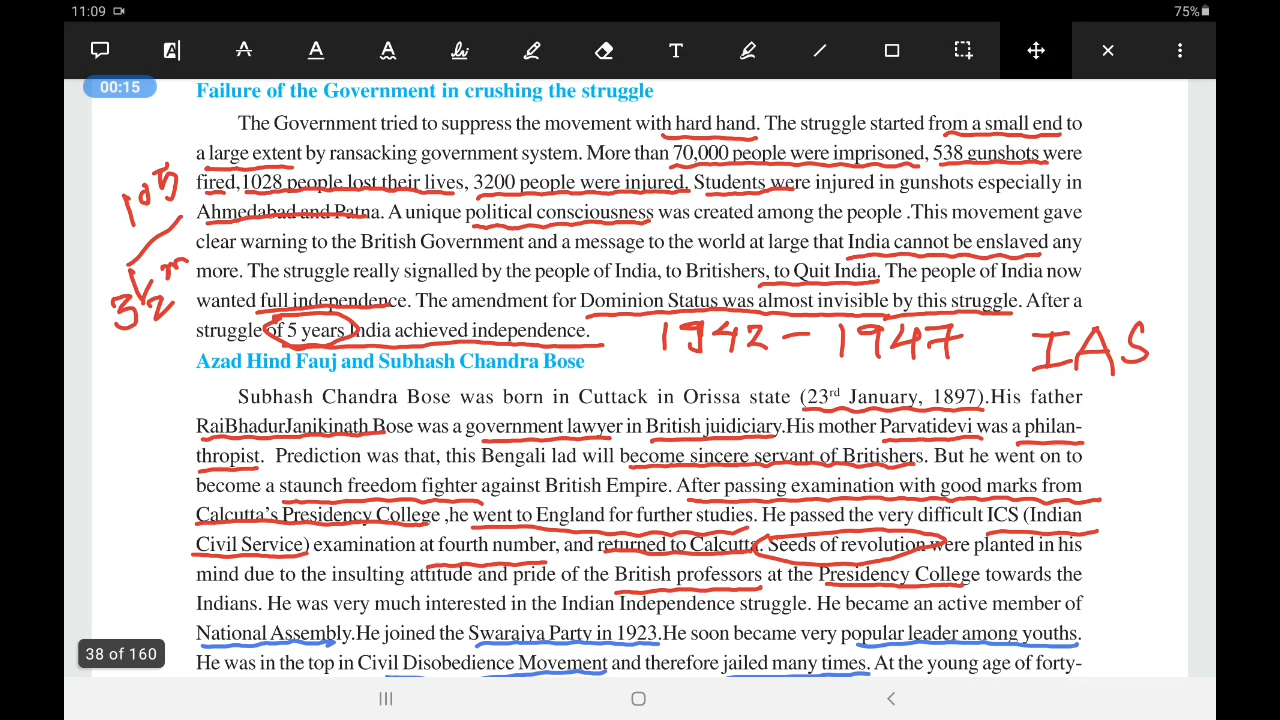 11:09
75%
T
00:15
Failure of the Government in crushing the struggle
The Government tried to suppress the movement with hard hand. The struggle started from a small end to
a large extent by ransacking government system. More than 70,000 people were imprisoned, 538 gunshots were
fired, 1028 people lost their lives, 3200 people were injured. Students were injured in gunshots especially in
Ahmedabad and Patna. A unique political consciousness was created among the people .This movement gave
clear warning to the British Government and a message to the world at large that India cannot be enslaved any
more. The struggle really signalled by the people of India, to Britishers, to Quit India. The people of India now
wanted full independence. The amendment for Dominion Status was almost invisible by this struggle. After a
struggle of 5 years India achieved independence.
105
1942 - 1947
IAS
Azad Hind Fauj and Subhash Chandra Bose
Subhash Chandra Bose was born in Cuttack in Orissa state (23rd January, 1897).His father
RaiBhadurJanikinath Bose was a government lawyer in British juidiciary.His mother Parvatidevi was a philan-
thropist. Prediction was that, this Bengali lad will become sincere servant of Britishers. But he went on to
become a staunch freedom fighter against British Empire. After passing examination with good marks from
Calcutta's Presidency College ,he went to England for further studies. He passed the very difficult ICS (Indian
Civil Service) examination at fourth number, and returned to Calcutta. Seeds of revolution were planted in his
mind due to the insulting attitude and pride of the British professors at the Presidency College towards the
Indians. He was very much interested in the Indian Independence struggle. He became an active member of
National Assembly.He joined the Swarajya Party in 1923.He soon became very popular leader among youths.
He was in the top in Civil Disobedience Movement and therefore jailed many times. At the young age of forty-
38 of 160